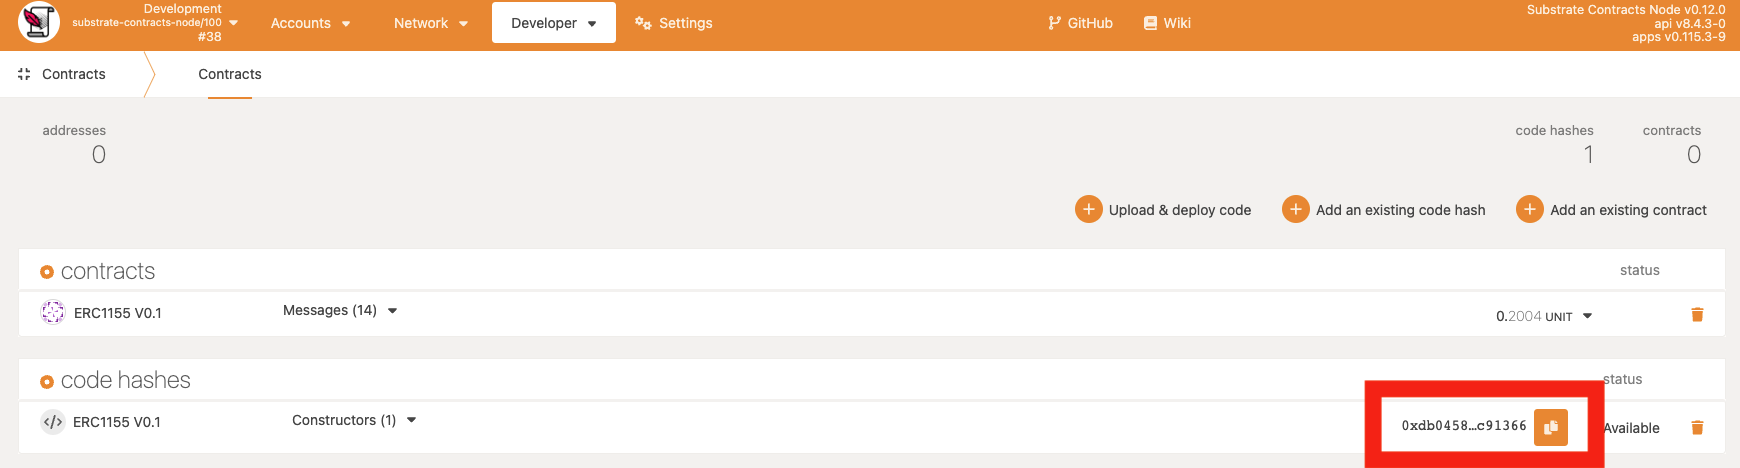 Development
substrate-contracts-node/100
#38
Accounts
Network
Developer
Settings
GitHub
Wiki
Substrate Contracts Node v0.12.0
api v8.4.3-0
apps v0.115.3-9
Contracts
Contracts
addresses
0
code hashes
1
contracts
0
Upload & deploy code
Add an existing code hash
Add an existing contract
contracts
status
ERC1155 V0.1
Messages (14)
0.2004 UNIT
code hashes
status
</> ERC1155 V0.1
Constructors (1)
0xdb0458…c91366
Available